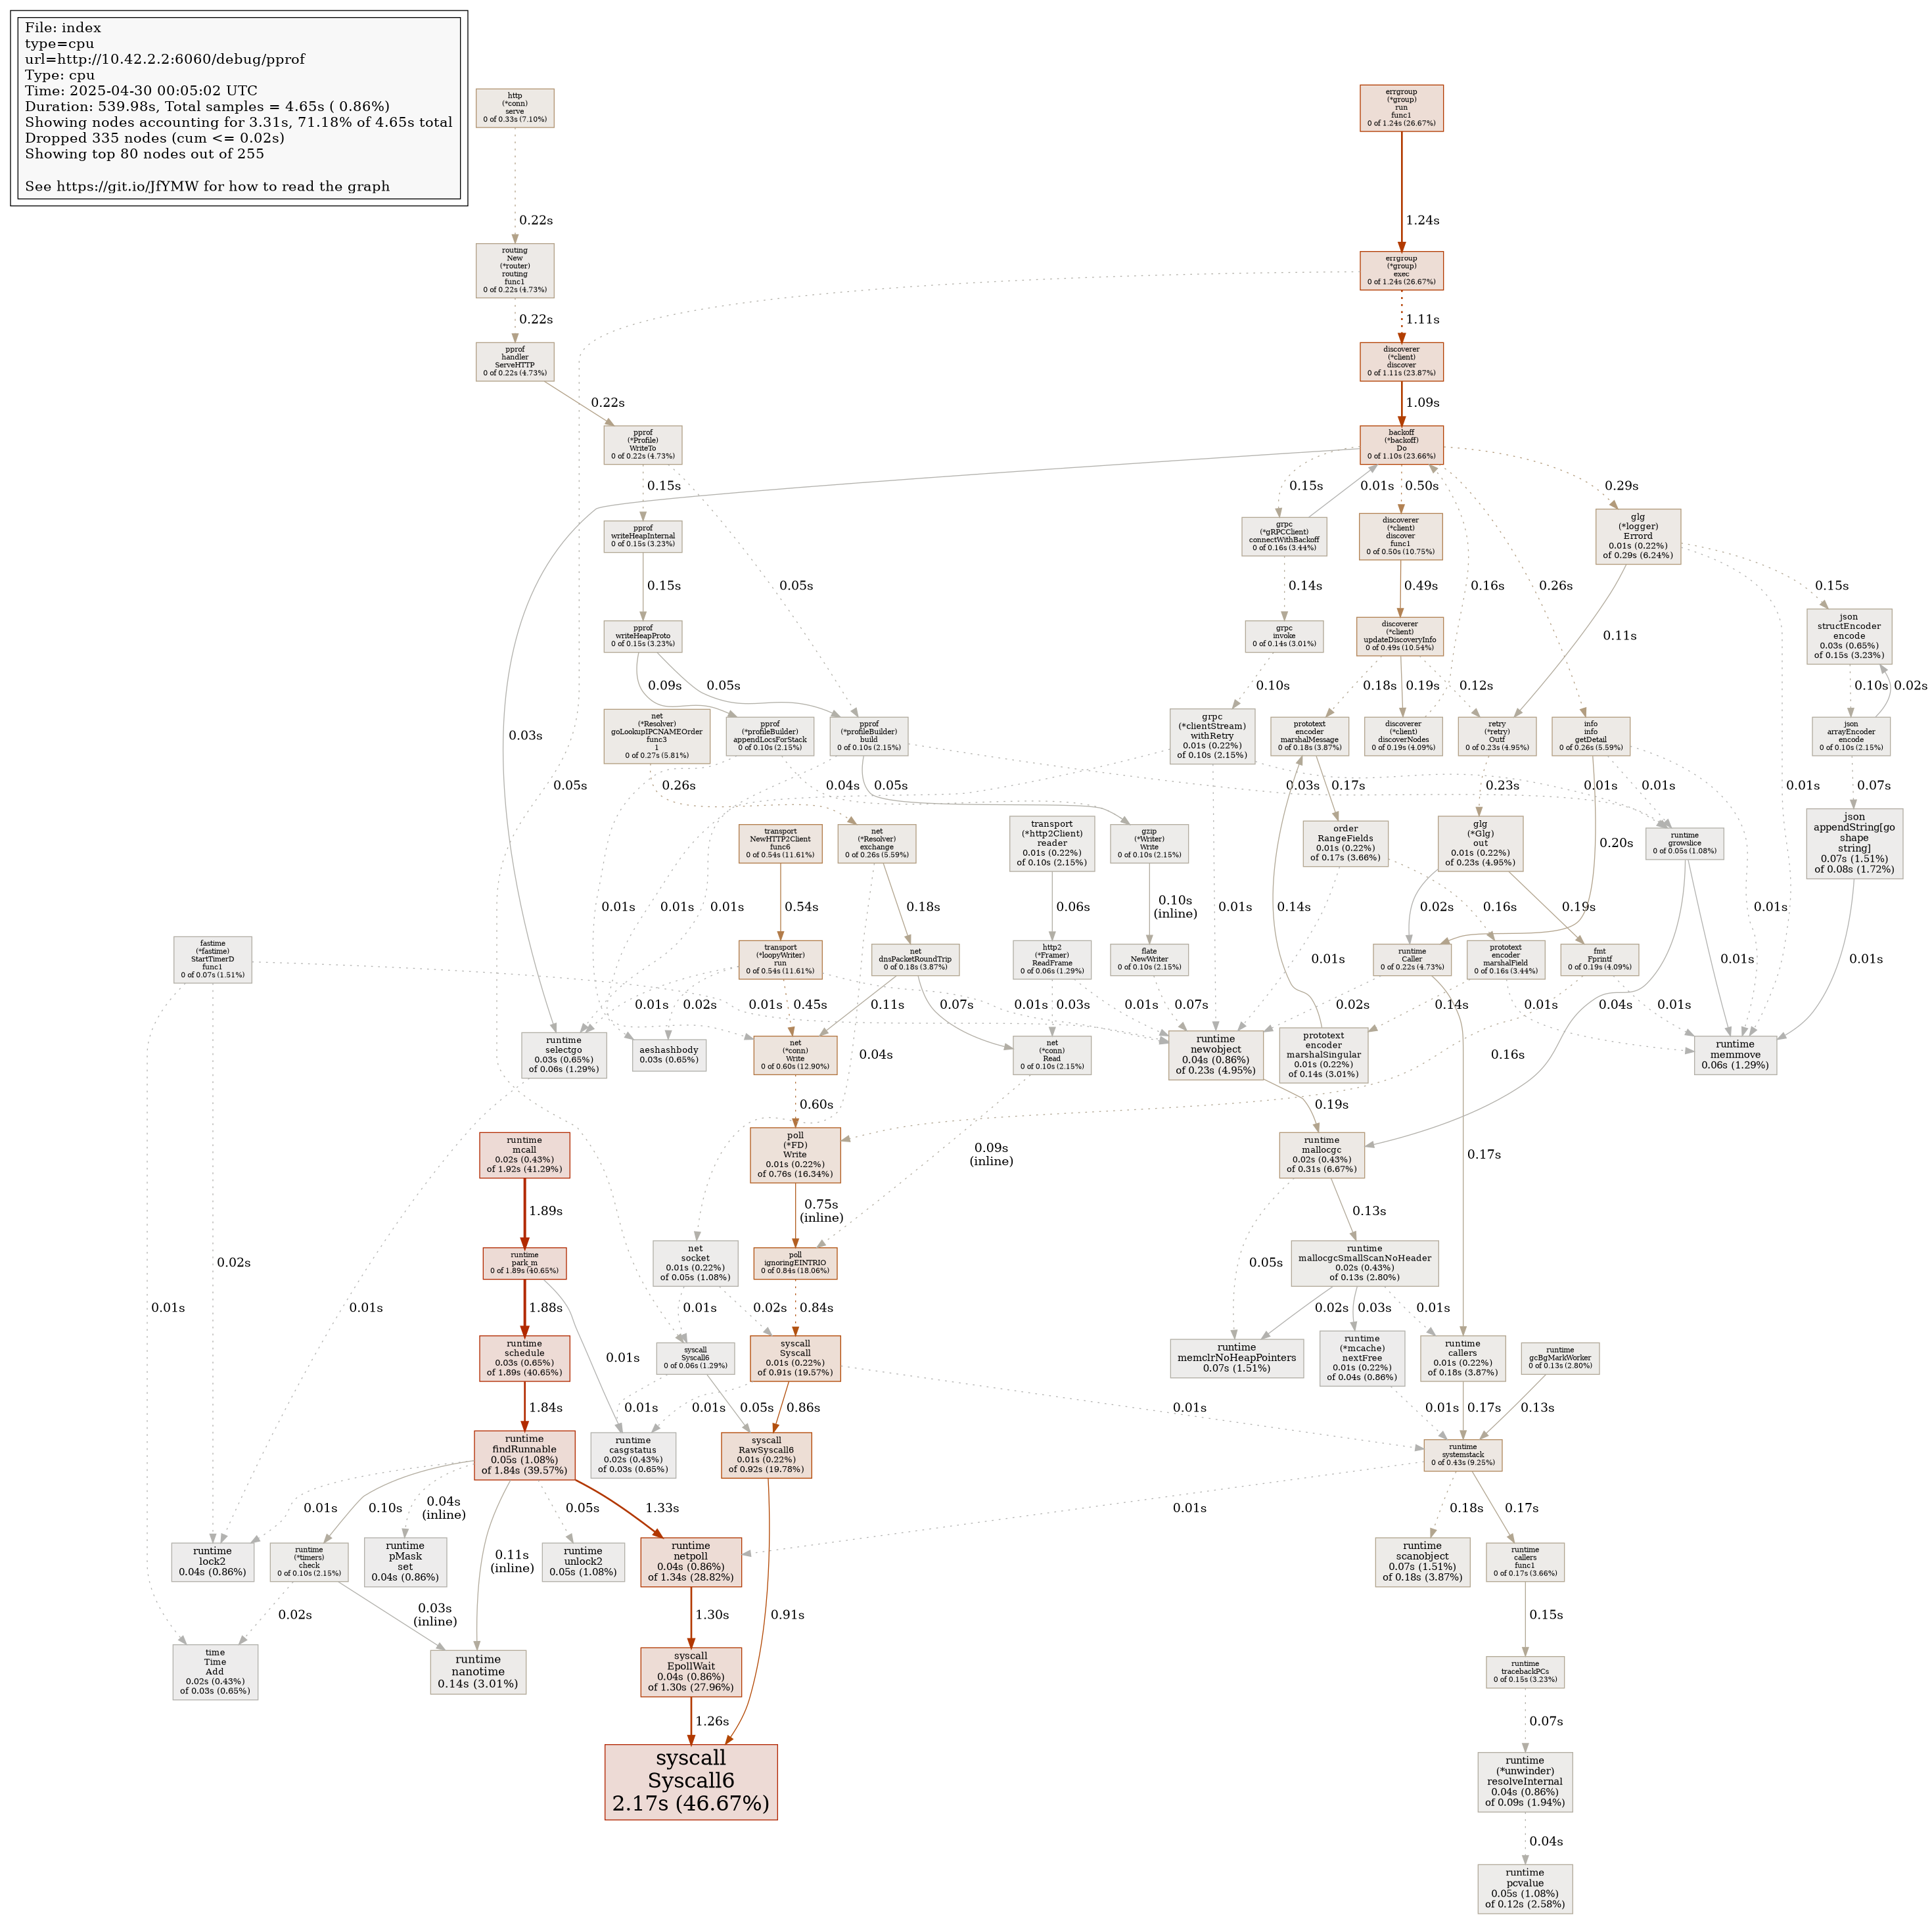 File: index
type=cpu
url=http://10.42.2.2:6060/debug/pprof
Type: cpu
Time: 2025-04-30 00:05:02 UTC
Duration: 539.98s, Total samples = 4.65s ( 0.86%)
Showing nodes accounting for 3.31s, 71.18% of 4.65s total
Dropped 335 nodes (cum <= 0.02s)
Showing top 80 nodes out of 255
See https://git.io/JfYMW for how to read the graph
http
(*conn)
serve
0 of 0.33s (7.10%)
errgroup
(*group)
run
func1
0 of 1.24s (26.67%)
0.22s
1.24s
routing
New
(*router)
routing
func1
0 of 0.22s (4.73%)
errgroup
(*group)
exec
0 of 1.24s (26.67%)
0.22s
1.11s
pprof
handler
ServeHTTP
0 of 0.22s (4.73%)
discoverer
(*client)
discover
0 of 1.11s (23.87%)
0.22s
1.09s
pprof
(*Profile)
WriteTo
0 of 0.22s (4.73%)
backoff
(*backoff)
Do
0 of 1.10s (23.66%)
0.15s
0.15s
0.01s
0.50s
0.29s
pprof
writeHeapInternal
0 of 0.15s (3.23%)
grpc
(*gRPCClient)
connectWithBackoff
0 of 0.16s (3.44%)
discoverer
(*client)
discover
func1
0 of 0.50s (10.75%)
glg
(*logger)
Errord
0.01s (0.22%)
of 0.29s (6.24%)
0.15s
0.05s
0.14s
0.49s
0.16s
0.26s
0.15s
pprof
writeHeapProto
0 of 0.15s (3.23%)
grpc
invoke
0 of 0.14s (3.01%)
discoverer
(*client)
updateDiscoveryInfo
0 of 0.49s (10.54%)
0.11s
json
structEncoder
encode
0.03s (0.65%)
of 0.15s (3.23%)
0.09s
0.05s
0.10s
0.18s
0.19s
0.12s
0.10s
0.02s
net
(*Resolver)
goLookupIPCNAMEOrder
func3
1
0 of 0.27s (5.81%)
pprof
(*profileBuilder)
appendLocsForStack
0 of 0.10s (2.15%)
pprof
(*profileBuilder)
build
0 of 0.10s (2.15%)
grpc
(*clientStream)
withRetry
0.01s (0.22%)
of 0.10s (2.15%)
prototext
encoder
marshalMessage
0 of 0.18s (3.87%)
discoverer
(*client)
discoverNodes
0 of 0.19s (4.09%)
retry
(*retry)
Outf
0 of 0.23s (4.95%)
info
getDetail
0 of 0.26s (5.59%)
json
arrayEncoder
encode
0 of 0.10s (2.15%)
0.03s
0.05s
0.26s
0.04s
0.05s
0.03s
0.17s
0.23s
0.01s
0.01s
0.01s
0.07s
transport
NewHTTP2Client
func6
0 of 0.54s (11.61%)
net
(*Resolver)
exchange
0 of 0.26s (5.59%)
transport
(*http2Client)
reader
0.01s (0.22%)
of 0.10s (2.15%)
gzip
(*Writer)
Write
0 of 0.10s (2.15%)
order
RangeFields
0.01s (0.22%)
of 0.17s (3.66%)
glg
(*Glg)
out
0.01s (0.22%)
of 0.23s (4.95%)
0.20s
runtime
growslice
0 of 0.05s (1.08%)
json
appendString[go
shape
string]
0.07s (1.51%)
of 0.08s (1.72%)
0.01s
0.01s
0.01s
0.54s
0.18s
0.06s
0.10s
(inline)
0.01s
0.14s
0.16s
0.02s
0.19s
0.01s
fastime
(*fastime)
StartTimerD
func1
0 of 0.07s (1.51%)
transport
(*loopyWriter)
run
0 of 0.54s (11.61%)
net
dnsPacketRoundTrip
0 of 0.18s (3.87%)
http2
(*Framer)
ReadFrame
0 of 0.06s (1.29%)
flate
NewWriter
0 of 0.10s (2.15%)
0.01s
runtime
Caller
0 of 0.22s (4.73%)
prototext
encoder
marshalField
0 of 0.16s (3.44%)
fmt
Fprintf
0 of 0.19s (4.09%)
0.01s
0.01s
0.01s
0.02s
0.01s
0.45s
0.11s
0.07s
0.01s
0.03s
0.01s
0.07s
0.02s
0.14s
0.01s
0.04s
0.01s
runtime
selectgo
0.03s (0.65%)
of 0.06s (1.29%)
aeshashbody
0.03s (0.65%)
net
(*conn)
Write
0 of 0.60s (12.90%)
0.04s
net
(*conn)
Read
0 of 0.10s (2.15%)
runtime
newobject
0.04s (0.86%)
of 0.23s (4.95%)
prototext
encoder
marshalSingular
0.01s (0.22%)
of 0.14s (3.01%)
0.16s
runtime
memmove
0.06s (1.29%)
0.60s
0.19s
runtime
mcall
0.02s (0.43%)
of 1.92s (41.29%)
poll
(*FD)
Write
0.01s (0.22%)
of 0.76s (16.34%)
0.09s
(inline)
runtime
mallocgc
0.02s (0.43%)
of 0.31s (6.67%)
0.17s
1.89s
0.75s
(inline)
0.13s
0.02s
0.01s
0.01s
runtime
park_m
0 of 1.89s (40.65%)
net
socket
0.01s (0.22%)
of 0.05s (1.08%)
poll
ignoringEINTRIO
0 of 0.84s (18.06%)
0.05s
runtime
mallocgcSmallScanNoHeader
0.02s (0.43%)
of 0.13s (2.80%)
1.88s
0.01s
0.02s
0.84s
0.02s
0.03s
0.01s
runtime
schedule
0.03s (0.65%)
of 1.89s (40.65%)
0.01s
syscall
Syscall6
0 of 0.06s (1.29%)
syscall
Syscall
0.01s (0.22%)
of 0.91s (19.57%)
runtime
memclrNoHeapPointers
0.07s (1.51%)
runtime
(*mcache)
nextFree
0.01s (0.22%)
of 0.04s (0.86%)
runtime
callers
0.01s (0.22%)
of 0.18s (3.87%)
runtime
gcBgMarkWorker
0 of 0.13s (2.80%)
1.84s
0.01s
0.01s
0.05s
0.86s
0.01s
0.01s
0.17s
0.13s
runtime
findRunnable
0.05s (1.08%)
of 1.84s (39.57%)
runtime
casgstatus
0.02s (0.43%)
of 0.03s (0.65%)
syscall
RawSyscall6
0.01s (0.22%)
of 0.92s (19.78%)
runtime
systemstack
0 of 0.43s (9.25%)
0.01s
0.10s
0.04s
(inline)
0.05s
1.33s
0.01s
0.18s
0.17s
runtime
lock2
0.04s (0.86%)
runtime
(*timers)
check
0 of 0.10s (2.15%)
runtime
pMask
set
0.04s (0.86%)
0.11s
(inline)
runtime
unlock2
0.05s (1.08%)
runtime
netpoll
0.04s (0.86%)
of 1.34s (28.82%)
runtime
scanobject
0.07s (1.51%)
of 0.18s (3.87%)
runtime
callers
func1
0 of 0.17s (3.66%)
0.02s
0.03s
(inline)
1.30s
0.91s
0.15s
time
Time
Add
0.02s (0.43%)
of 0.03s (0.65%)
runtime
nanotime
0.14s (3.01%)
syscall
EpollWait
0.04s (0.86%)
of 1.30s (27.96%)
runtime
tracebackPCs
0 of 0.15s (3.23%)
1.26s
0.07s
syscall
Syscall6
2.17s (46.67%)
runtime
(*unwinder)
resolveInternal
0.04s (0.86%)
of 0.09s (1.94%)
0.04s
runtime
pcvalue
0.05s (1.08%)
of 0.12s (2.58%)